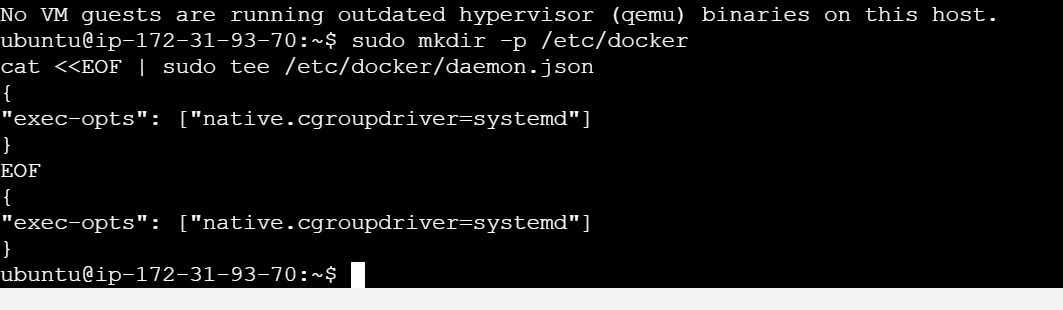 No VM guests are running outdated hypervisor (qemu) binaries on this host.
ubuntu@ip-172-31-93-70:~$ sudo mkdir -p /etc/docker
cat <<EOF | sudo tee /etc/docker/daemon.json
{
"exec-opts": ["native.cgroupdriver=systemd"]
}
EOF
{
"exec-opts": ["native.cgroupdriver=systemd"]
}
ubuntu@ip-172-31-93-70:~$